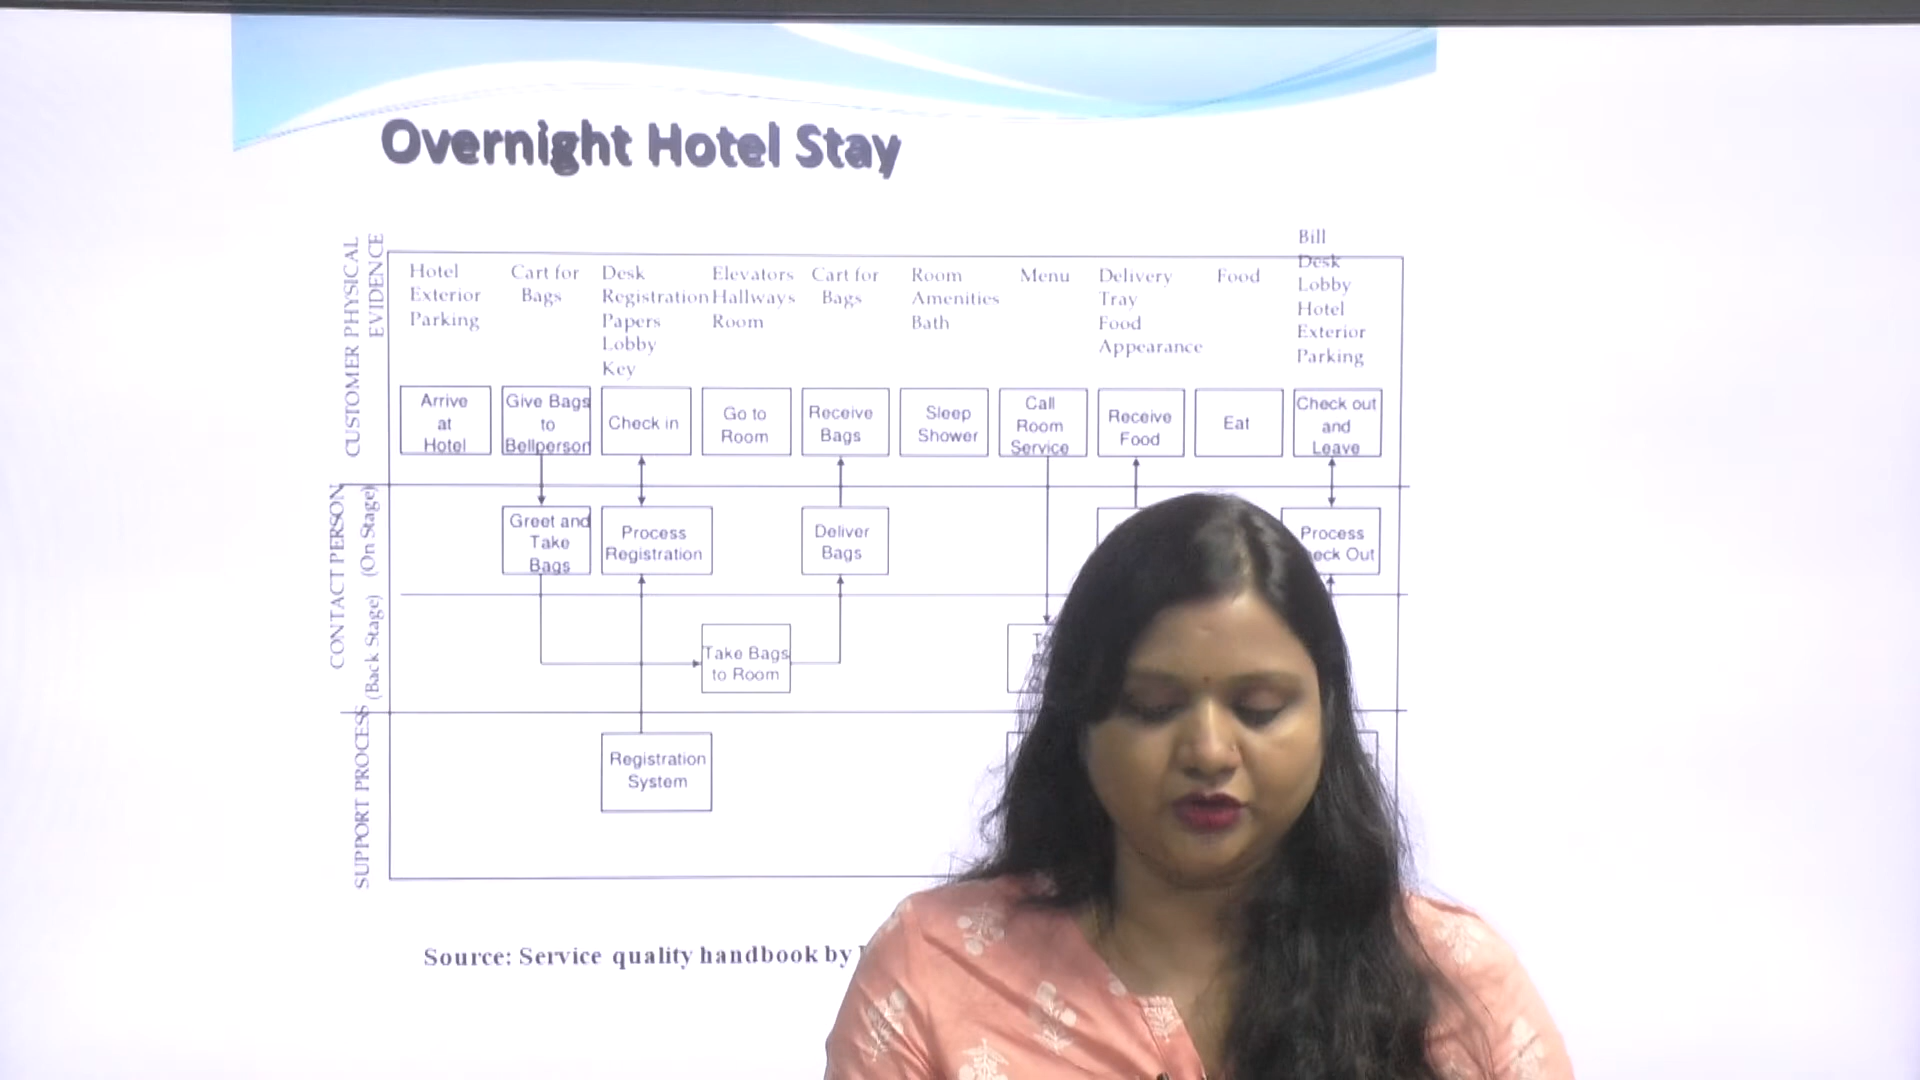 Overnight Hotel Stay
CUSTOMER PHYSICAL
EVIDENCE
Hotel
Exterior
Parking
Cart for
Bags
Desk
Registration
Papers
Lobby
Key
Elevators
Hallways
Room
Cart for
Bags
Room
Amenities
Bath
Menu
Delivery
Tray
Food
Appearance
Food
Bill
Desk
Lobby
Hotel
Exterior
Parking
Arrive
at
Hotel
Give Bags
to
Bellperson
Check in
Go to
Room
Receive
Bags
Sleep
Shower
Call
Room
Service
Receive
Food
Eat
Check out
and
Leave
CONTACT PERSON
(On Stage)
(Back Stage)
Greet and
Take
Bags
Process
Registration
Deliver
Bags
Process
Out
Take Bags
to Room
SUPPORT PROCESS
Registration
System
Source: Service quality handbook by